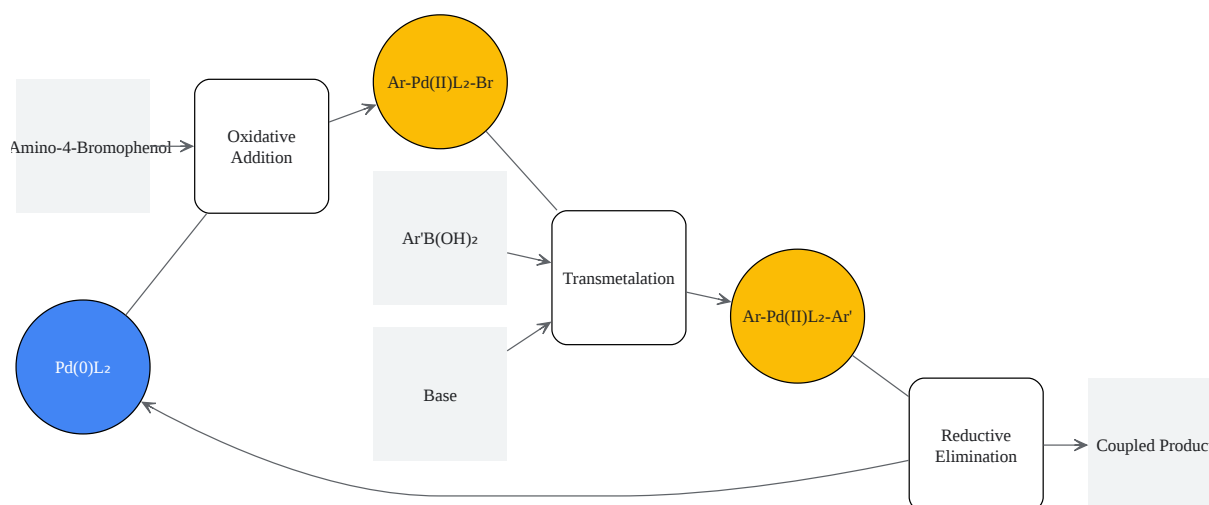 Ar-Pd(II)L₂-Br
Amino-4-Bromophenol
Oxidative
Addition
Ar'B(OH)₂
Transmetalation
Ar-Pd(II)L₂-Ar'
Pd(0)L₂
Base
Reductive
Elimination
Coupled Produc